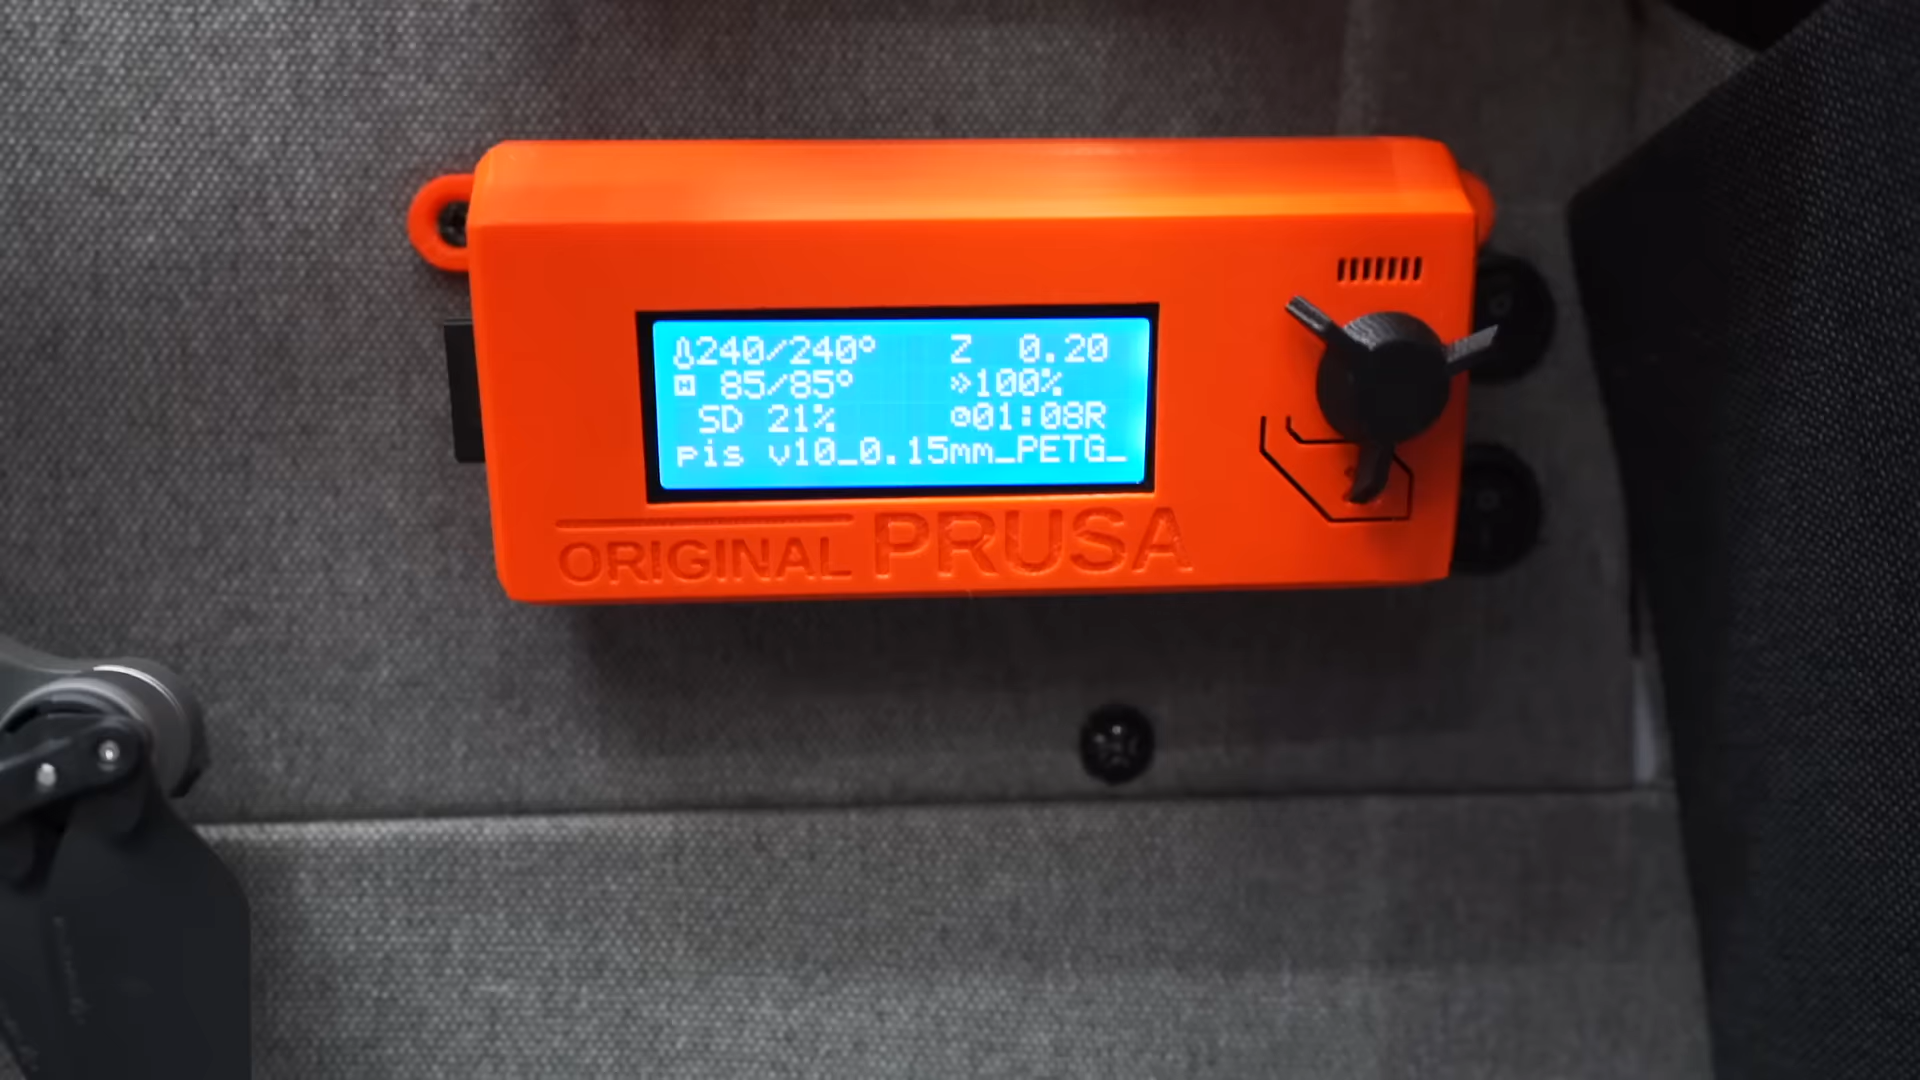 240/240° Z 0.20
85/85° 100%
SD 21% 01:08R
pis v10_0.15mm_PETG_
ORIGINAL PRUSA